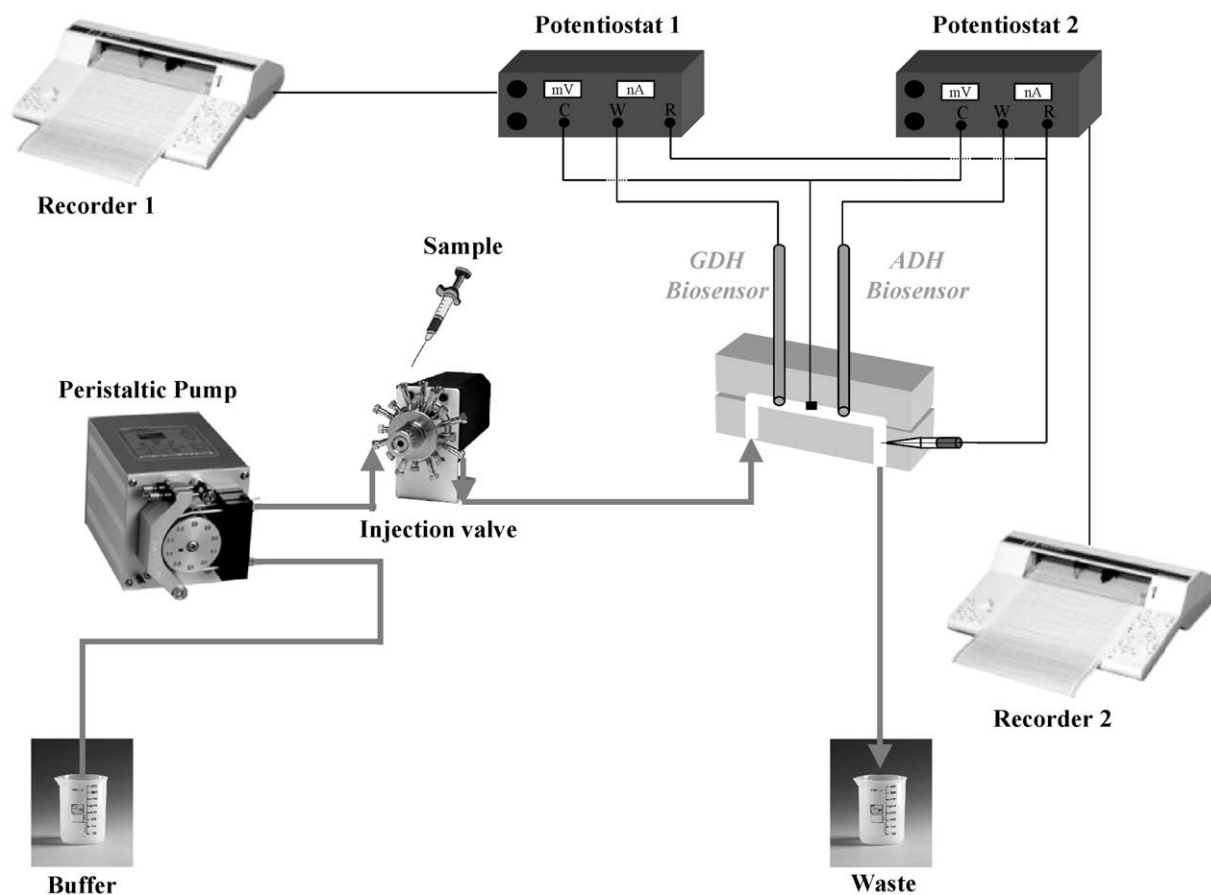 Potentiostat 1
Potentiostat 2
mV
nA
C
W
R
mV
nA
C
W
R
Recorder 1
Sample
GDH
Biosensor
ADH
Biosensor
Peristaltic Pump
Injection valve
Recorder 2
Buffer
Waste